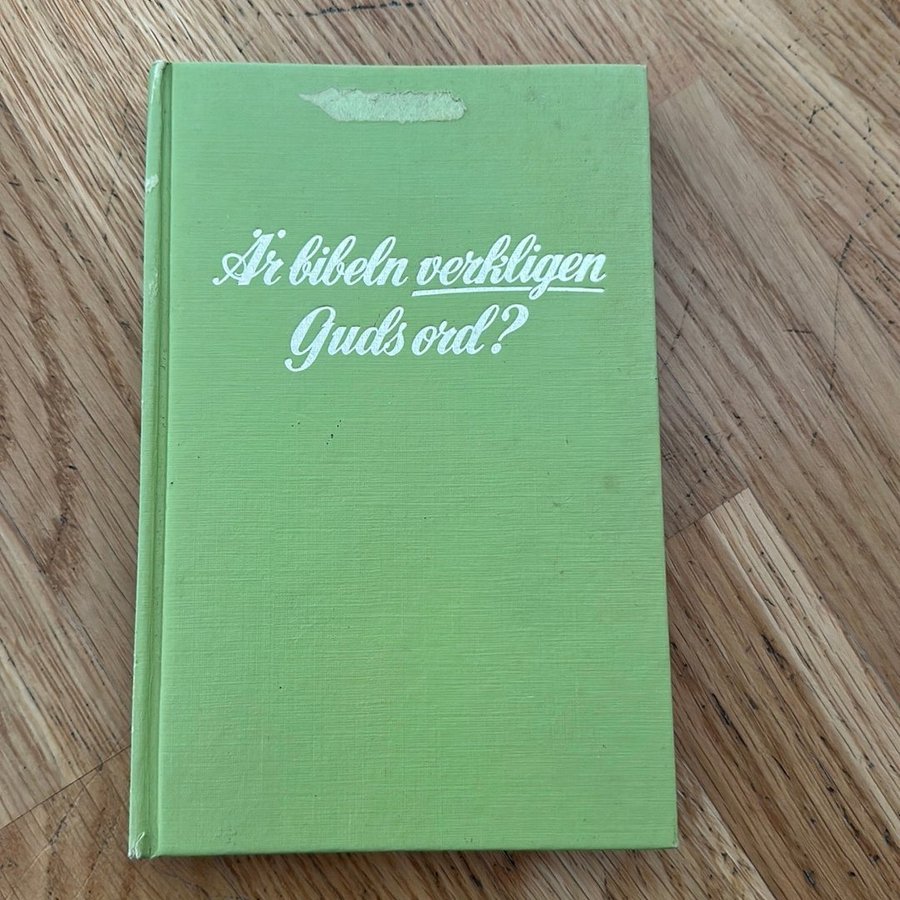 Är bibeln verkligen
Guds ord?